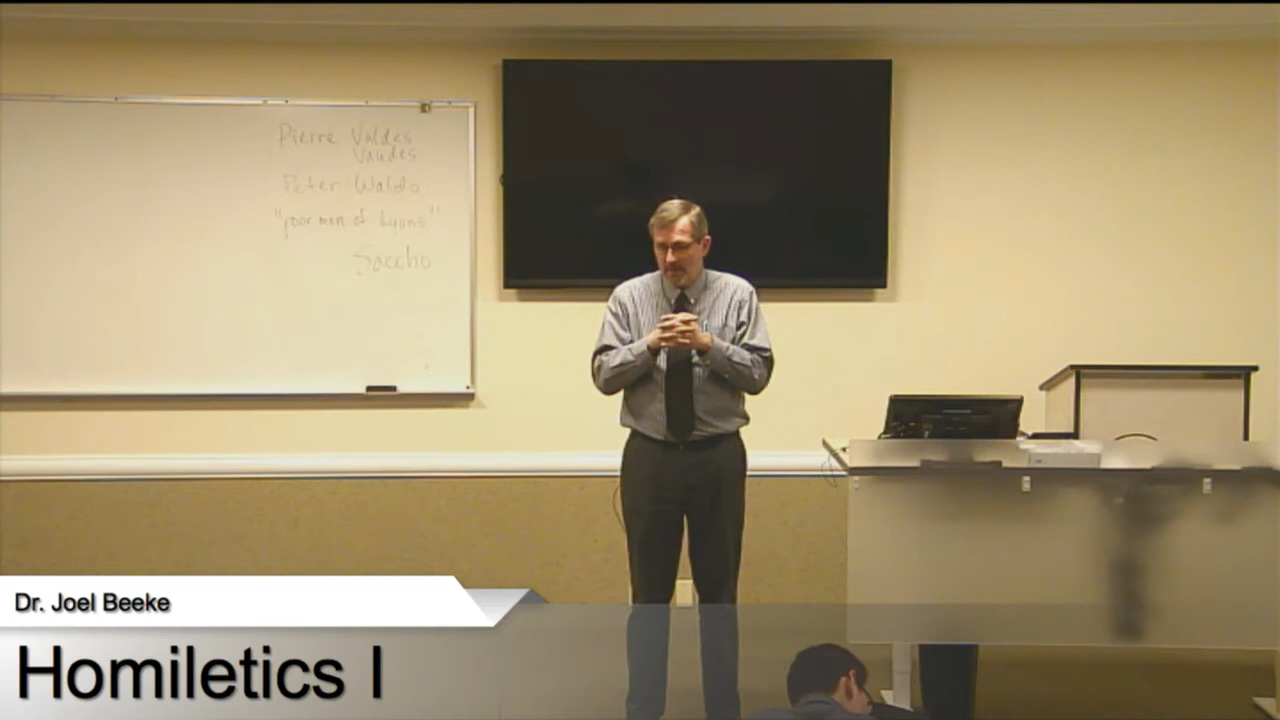 Pierre Valdes
Vaudes
Peter Waldo
"poor men of Lyons"
Saccho
Dr. Joel Beeke
Homiletics I